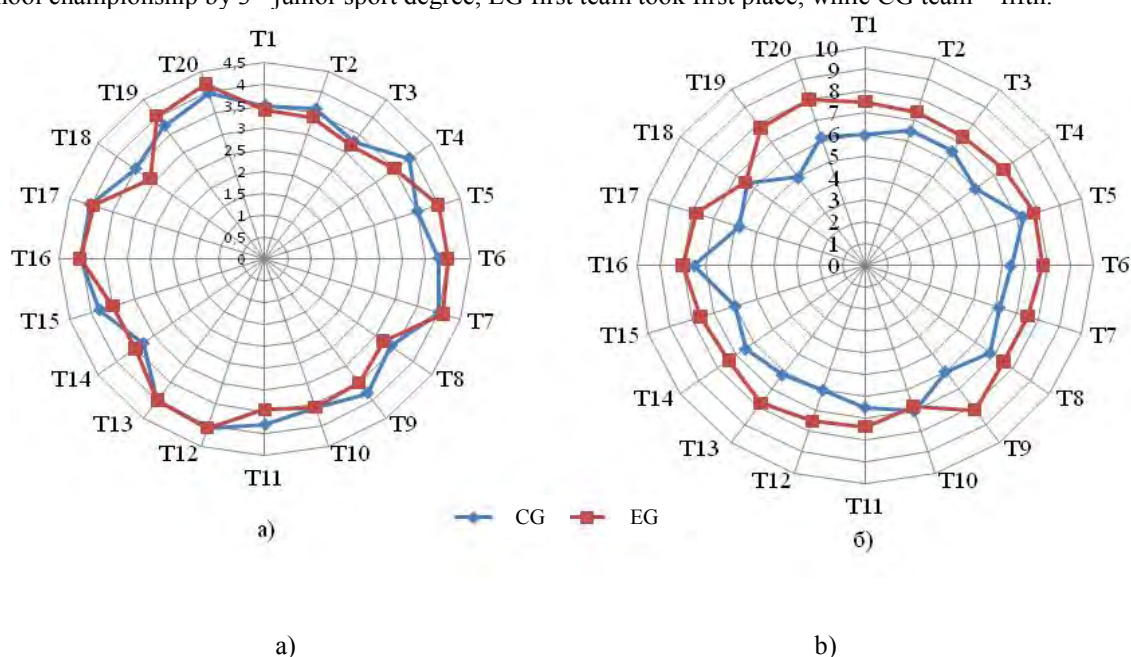 hool championship by junior sport degree, EG first team took first place, while CG team – fifth.
T1
T2
T3
T4
T5
T6
T7
T8
T9
T10
T11
T12
T13
T14
T15
T16
T17
T18
T19
T20
4.5
4
3.5
3
2.5
2
1.5
1
0.5
0
а)
T1
T2
T3
T4
T5
T6
T7
T8
T9
T10
T11
T12
T13
T14
T15
T16
T17
T18
T19
T20
10
9
8
7
6
5
4
3
2
1
0
б)
CG EG
a) b)